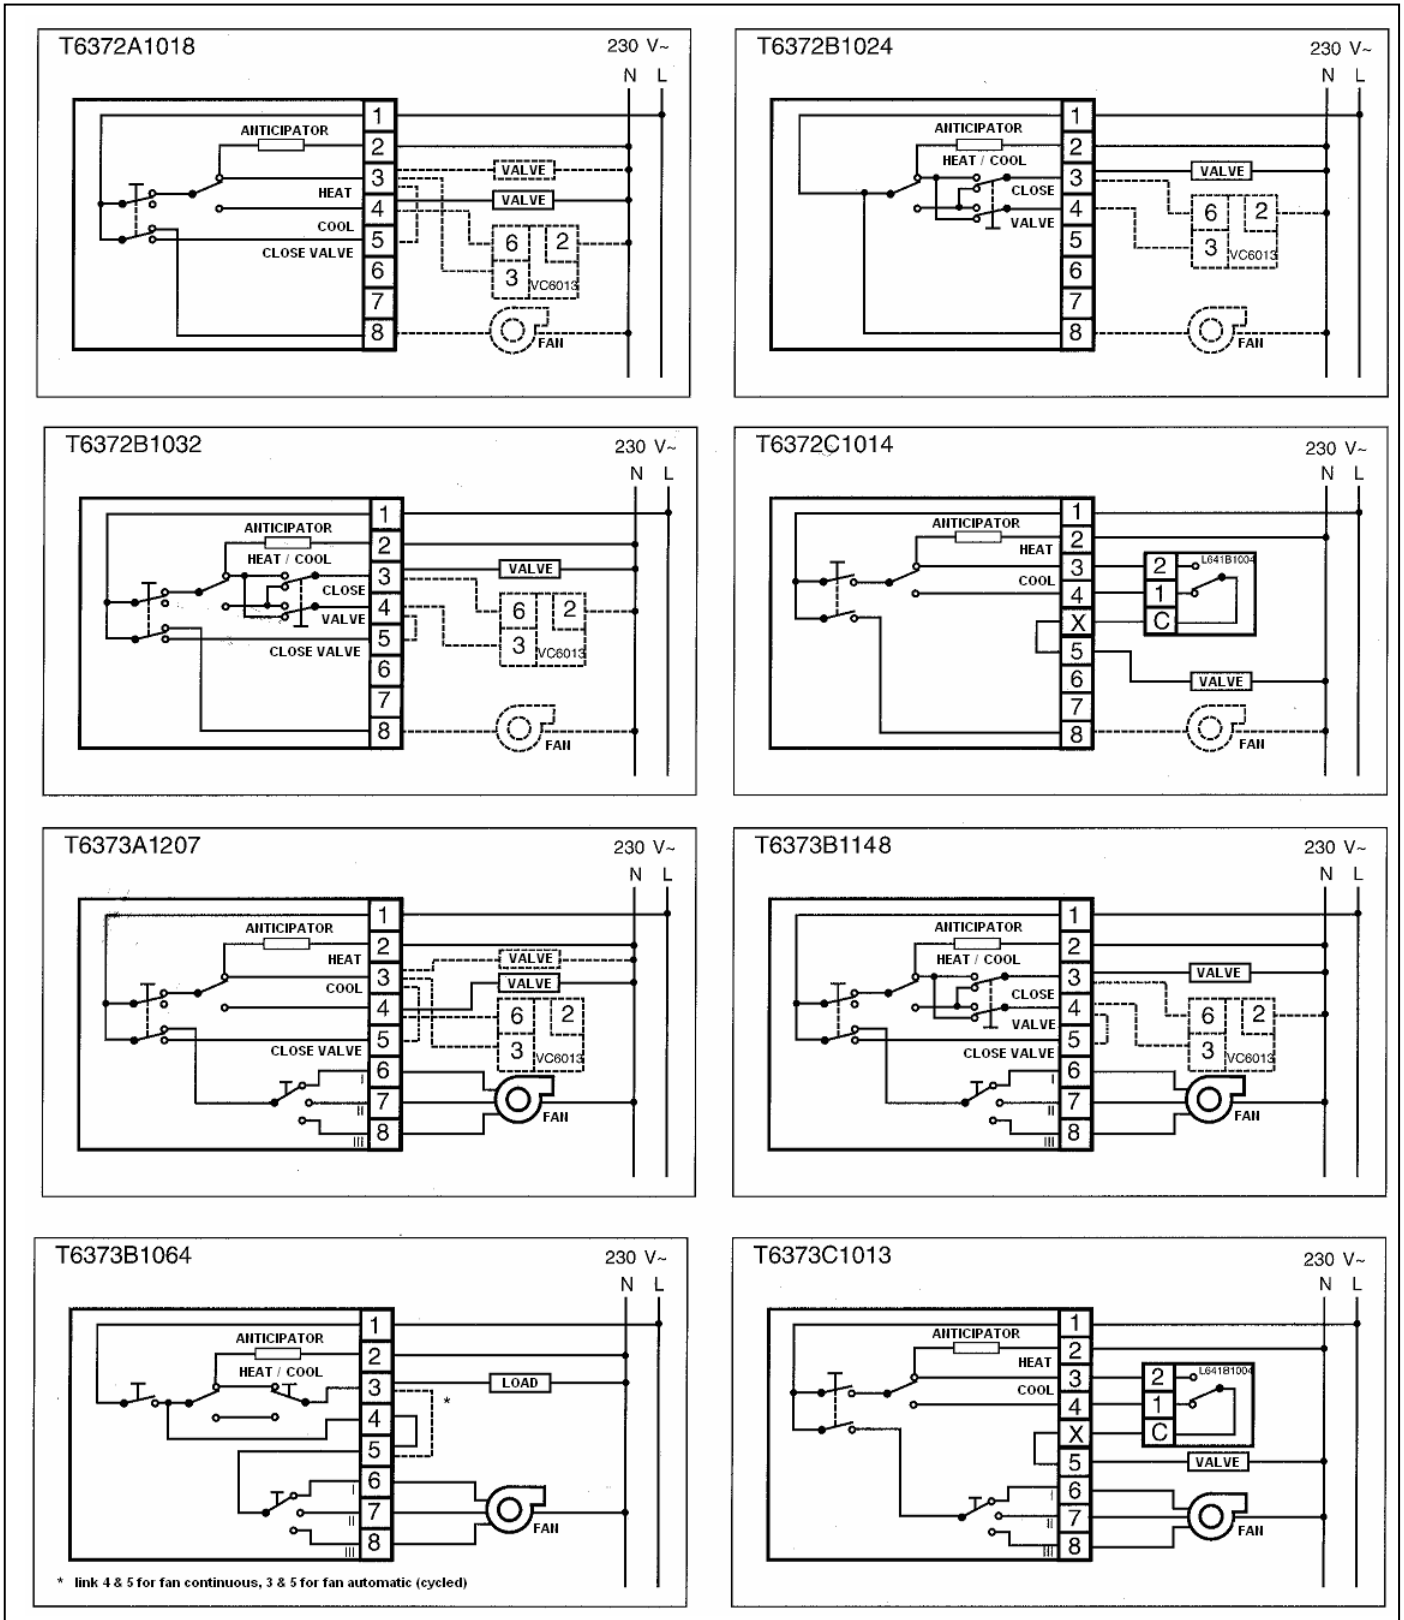 T6372A1018
230 V~
N L
1
ANTICIPATOR
2
VALVE
3
HEAT
VALVE
4
COOL
6 2
5
CLOSE VALVE
3 VC6013
6
7
8
FAN
T6372B1024
230 V~
N L
1
ANTICIPATOR
2
HEAT / COOL
VALVE
3
CLOSE
4
VALVE
6 2
5
3 VC6013
6
7
8
FAN
T6372B1032
230 V~
N L
1
ANTICIPATOR
2
HEAT / COOL
VALVE
3
CLOSE
4
VALVE
6 2
5
CLOSE VALVE
3 VC6013
6
7
8
FAN
T6372C1014
230 V~
N L
1
ANTICIPATOR
2
HEAT
3
2 L641B1004
COOL
4
1
X
C
5
6
VALVE
7
8
FAN
T6373A1207
230 V~
N L
1
ANTICIPATOR
2
HEAT
VALVE
3
COOL
VALVE
4
6 2
5
CLOSE VALVE
3 VC6013
I
6
II
7
III
8
FAN
T6373B1148
230 V~
N L
1
ANTICIPATOR
2
HEAT / COOL
VALVE
3
CLOSE
4
VALVE
6 2
5
CLOSE VALVE
3 VC6013
I
6
II
7
III
8
FAN
T6373B1064
230 V~
N L
1
ANTICIPATOR
2
HEAT / COOL
LOAD
3
*
4
5
I
6
II
7
III
8
FAN
* link 4 & 5 for fan continuous, 3 & 5 for fan automatic (cycled)
T6373C1013
230 V~
N L
1
ANTICIPATOR
2
HEAT
3
2 L641B1004
COOL
4
1
X
C
5
VALVE
I
6
II
7
III
8
FAN